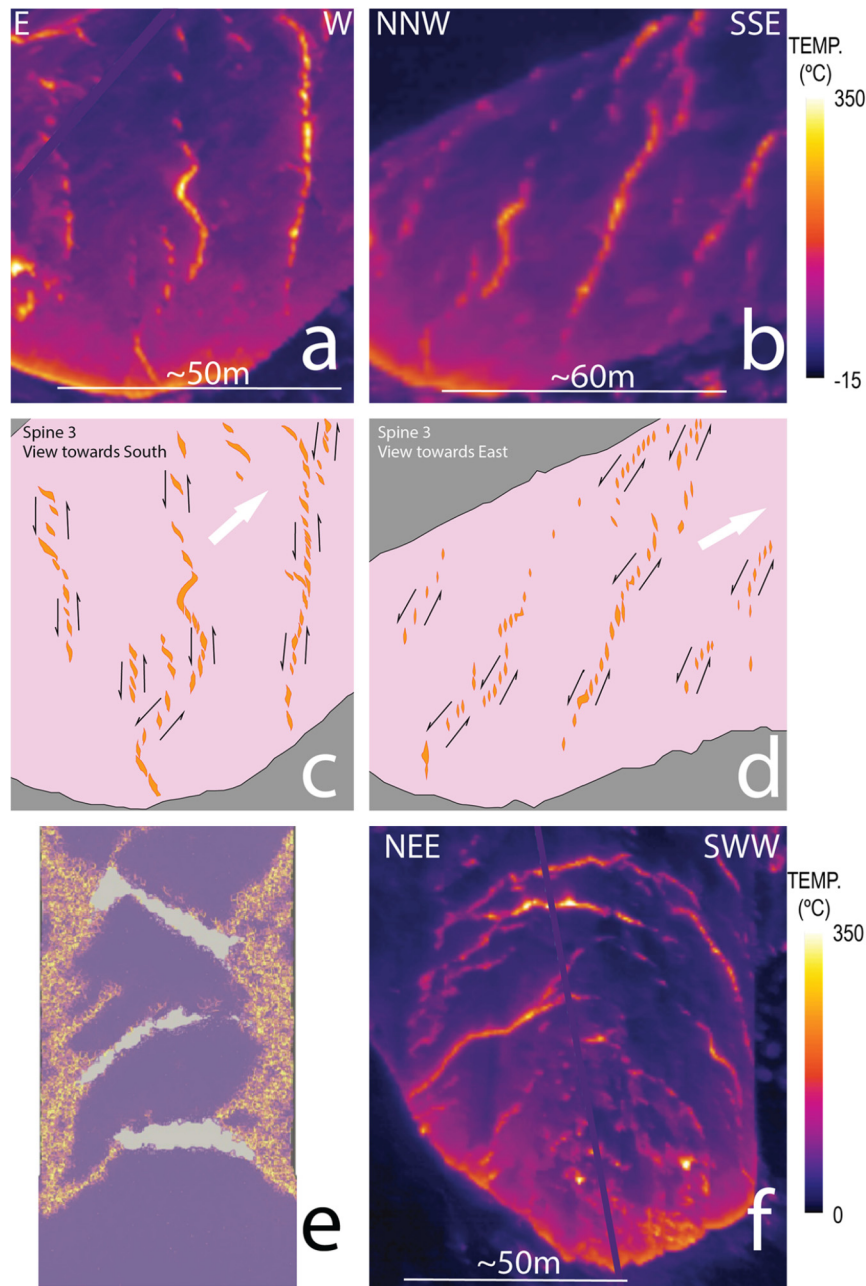 E W
NNW SSE
TEMP.
(ºC)
350
a
~50m
b
~60m
-15
Spine 3
View towards South
c
Spine 3
View towards East
d
e
NEE SWW
TEMP.
(ºC)
350
f
~50m
0